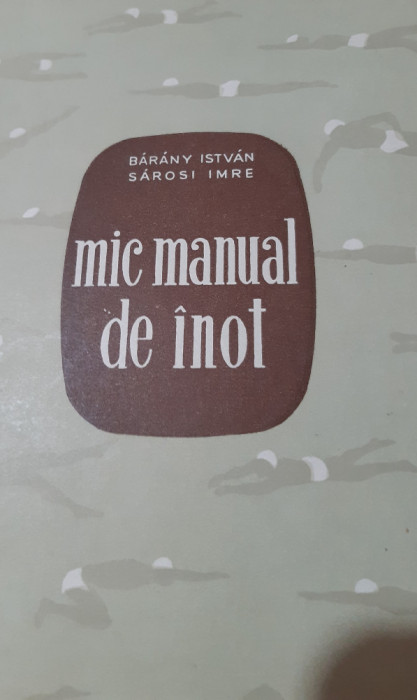 BÁRÁNY ISTVÁN
SÁROSI IMRE
mic manual
de înot